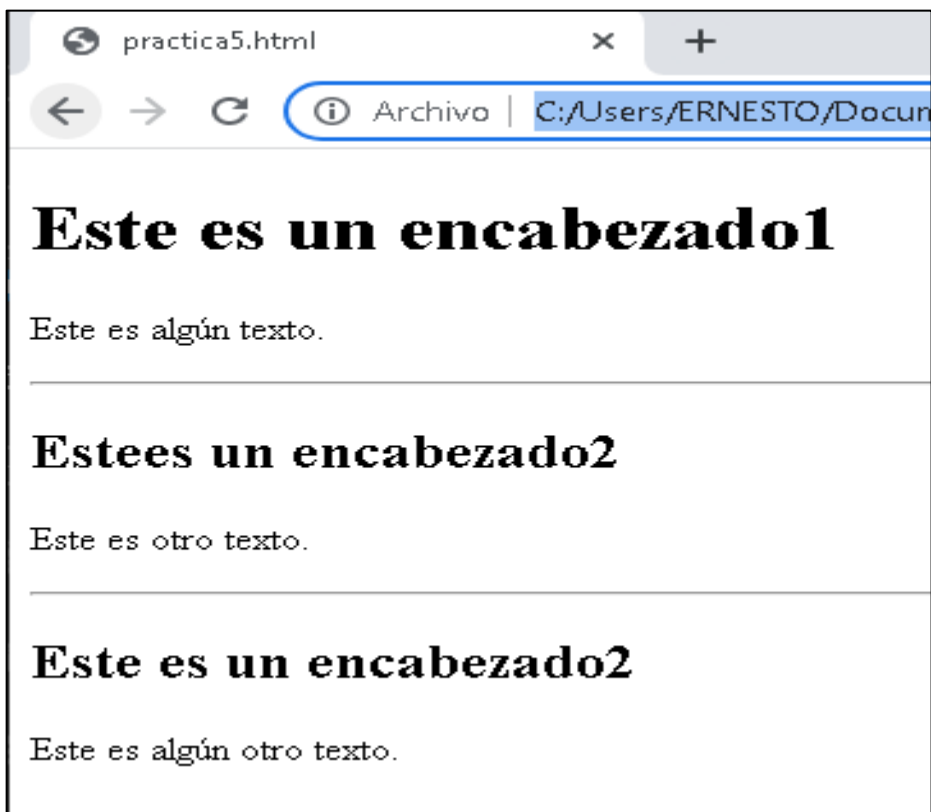 practica5.html
Archivo | C:/Users/ERNESTO/Docum
Este es un encabezado1
Este es algún texto.
Estees un encabezado2
Este es otro texto.
Este es un encabezado2
Este es algún otro texto.